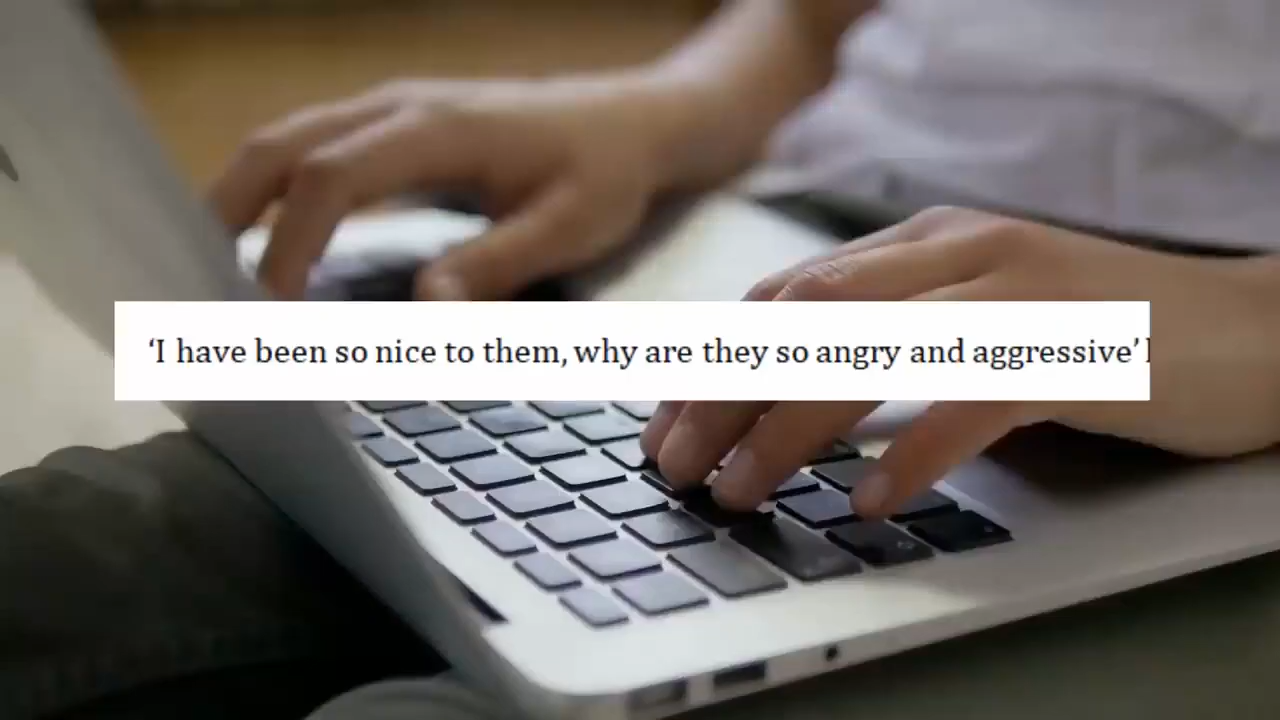 ‘I have been so nice to them, why are they so angry and aggressive’